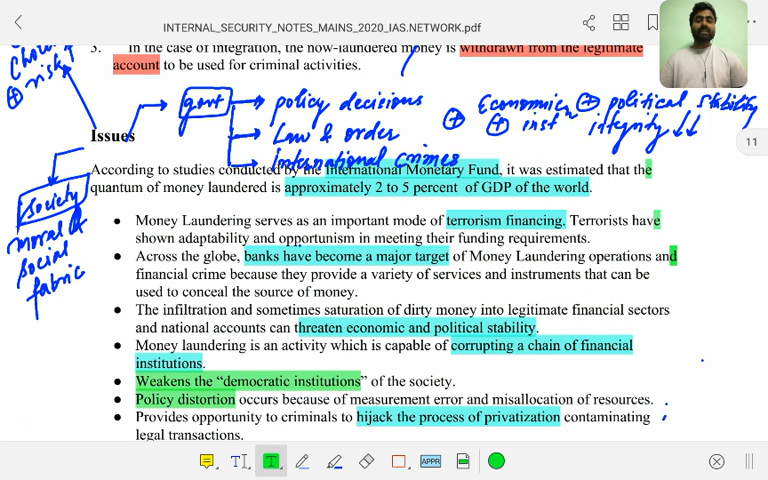 INTERNAL_SECURITY_NOTES_MAINS_2020_IAS.NETWORK.pdf
3. In the case of integration, the now-laundered money is withdrawn from the legitimate
account to be used for criminal activities.
risk
govt
policy decisions
Law & order
International crimes
Economic
political stability
inst
integrity
11
Issues
According to studies conducted by the International Monetary Fund, it was estimated that the
quantum of money laundered is approximately 2 to 5 percent of GDP of the world.
Society
moral &
social
fabric
● Money Laundering serves as an important mode of terrorism financing. Terrorists have
shown adaptability and opportunism in meeting their funding requirements.
● Across the globe, banks have become a major target of Money Laundering operations and
financial crime because they provide a variety of services and instruments that can be
used to conceal the source of money.
● The infiltration and sometimes saturation of dirty money into legitimate financial sectors
and national accounts can threaten economic and political stability.
● Money laundering is an activity which is capable of corrupting a chain of financial
institutions.
● Weakens the “democratic institutions” of the society.
● Policy distortion occurs because of measurement error and misallocation of resources.
● Provides opportunity to criminals to hijack the process of privatization contaminating
legal transactions.
APPR